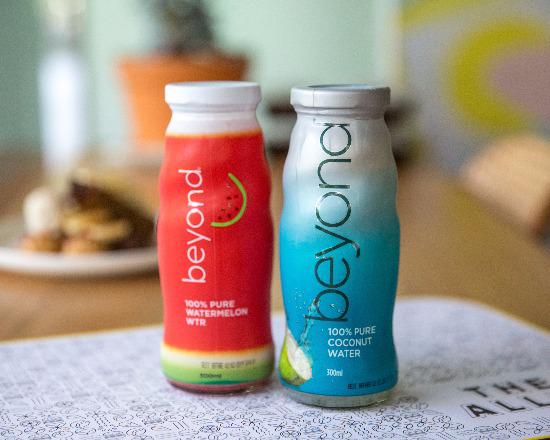 beyond
100% PURE
WATERMELON
WTR
300ml
beyond
100% PURE
COCONUT
WATER
300ml
THE
ALL